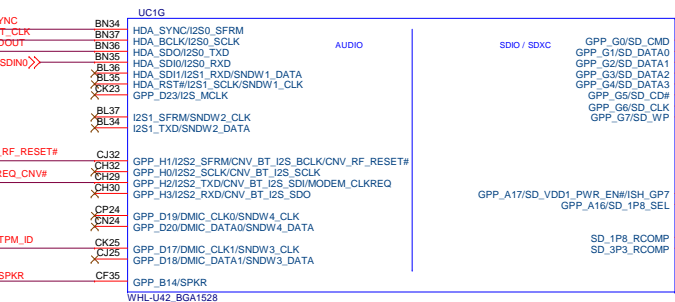 UC1G
YNC BN34 HDA_SYNC/I2S0_SFRM
T_CLK BN37 HDA_BCLK/I2S0_SCLK
DOUT BN36 HDA_SDO/I2S0_TXD
SDIN0 BN35 HDA_SDI0/I2S0_RXD
BL36 HDA_SDI1/I2S1_RXD/SNDW1_DATA
BL35 HDA_RST#/I2S1_SCLK/SNDW1_CLK
CK23 GPP_D23/I2S_MCLK
BL37 I2S1_SFRM/SNDW2_CLK
BL34 I2S1_TXD/SNDW2_DATA
_RF_RESET# CJ32 GPP_H1/I2S2_SFRM/CNV_BT_I2S_BCLK/CNV_RF_RESET#
CH32 GPP_H0/I2S2_SCLK/CNV_BT_I2S_SCLK
REQ_CNV# CH29 GPP_H2/I2S2_TXD/CNV_BT_I2S_SDI/MODEM_CLKREQ
CH30 GPP_H3/I2S2_RXD/CNV_BT_I2S_SDO
CP24 GPP_D19/DMIC_CLK0/SNDW4_CLK
CN24 GPP_D20/DMIC_DATA0/SNDW4_DATA
TPM_ID CK25 GPP_D17/DMIC_CLK1/SNDW3_CLK
CJ25 GPP_D18/DMIC_DATA1/SNDW3_DATA
SPKR CF35 GPP_B14/SPKR
AUDIO
SDIO / SDXC
GPP_G0/SD_CMD
GPP_G1/SD_DATA0
GPP_G2/SD_DATA1
GPP_G3/SD_DATA2
GPP_G4/SD_DATA3
GPP_G5/SD_CD#
GPP_G6/SD_CLK
GPP_G7/SD_WP
GPP_A17/SD_VDD1_PWR_EN#/ISH_GP7
GPP_A16/SD_1P8_SEL
SD_1P8_RCOMP
SD_3P3_RCOMP
WHL-U42_BGA1528